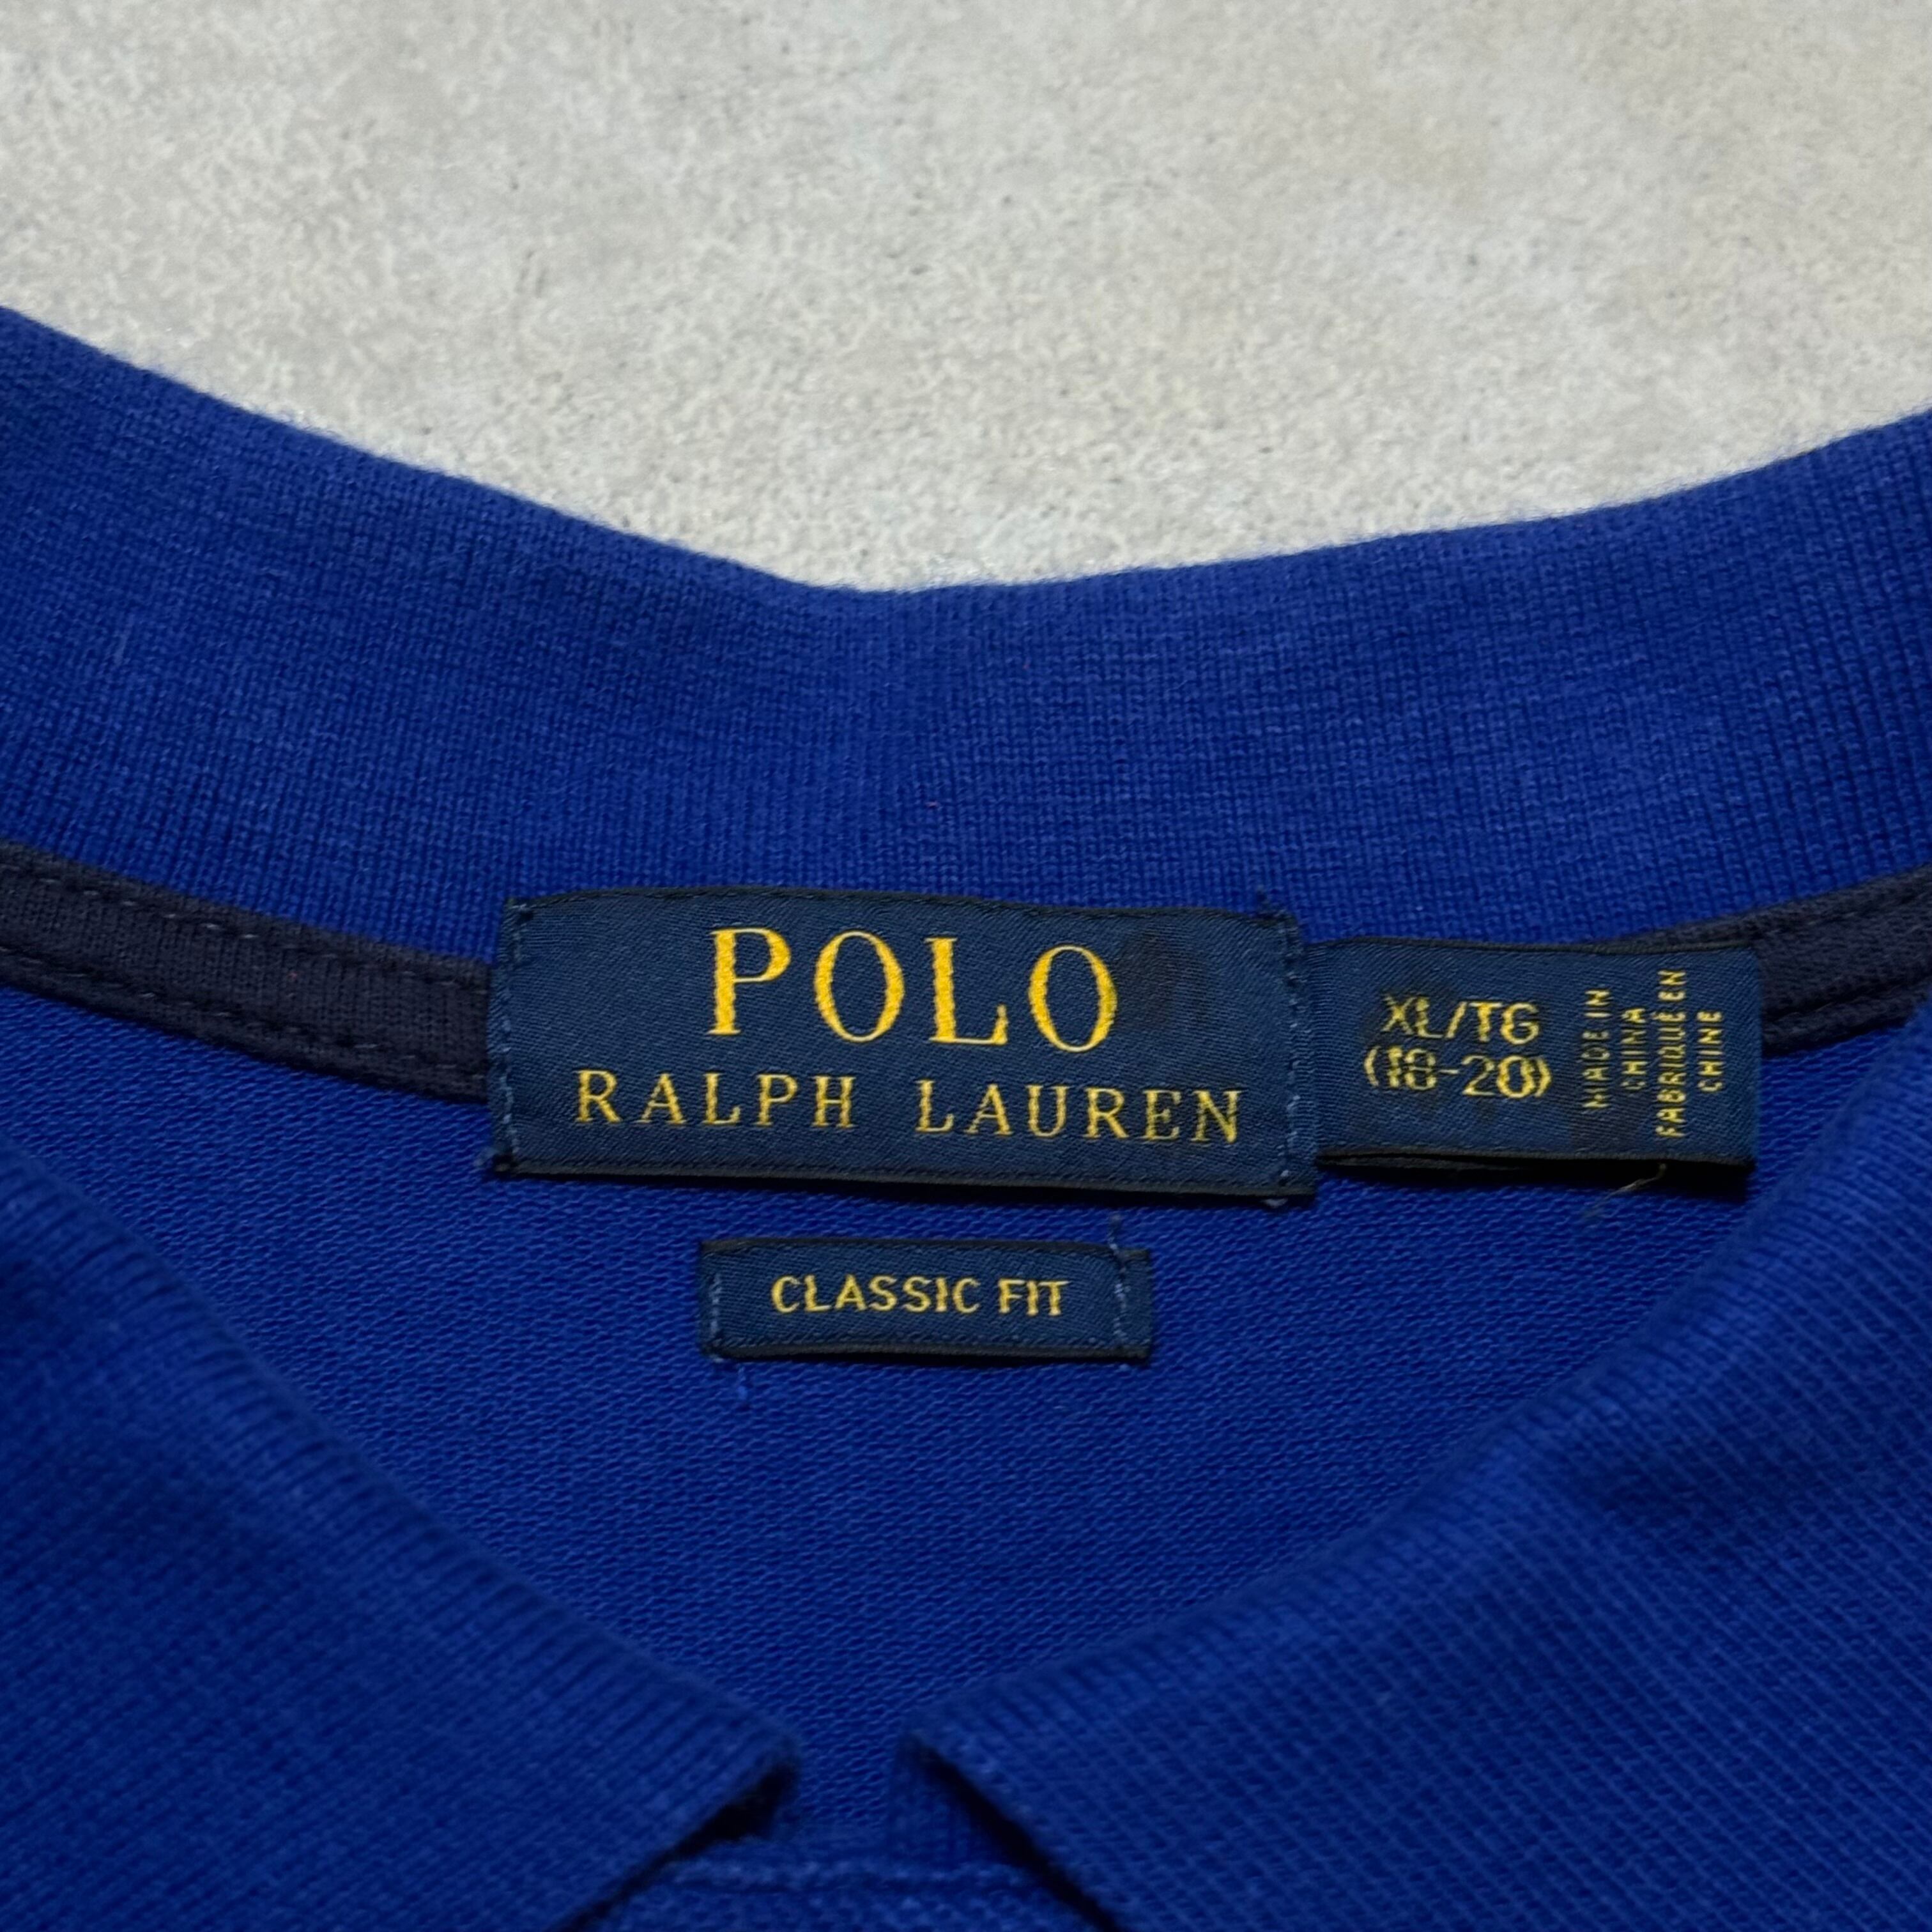 POLO
RALPH LAUREN
XL/TG
(18-20)
MADE IN
CHINA
FABRIQUÉ EN
CHINE
CLASSIC FIT